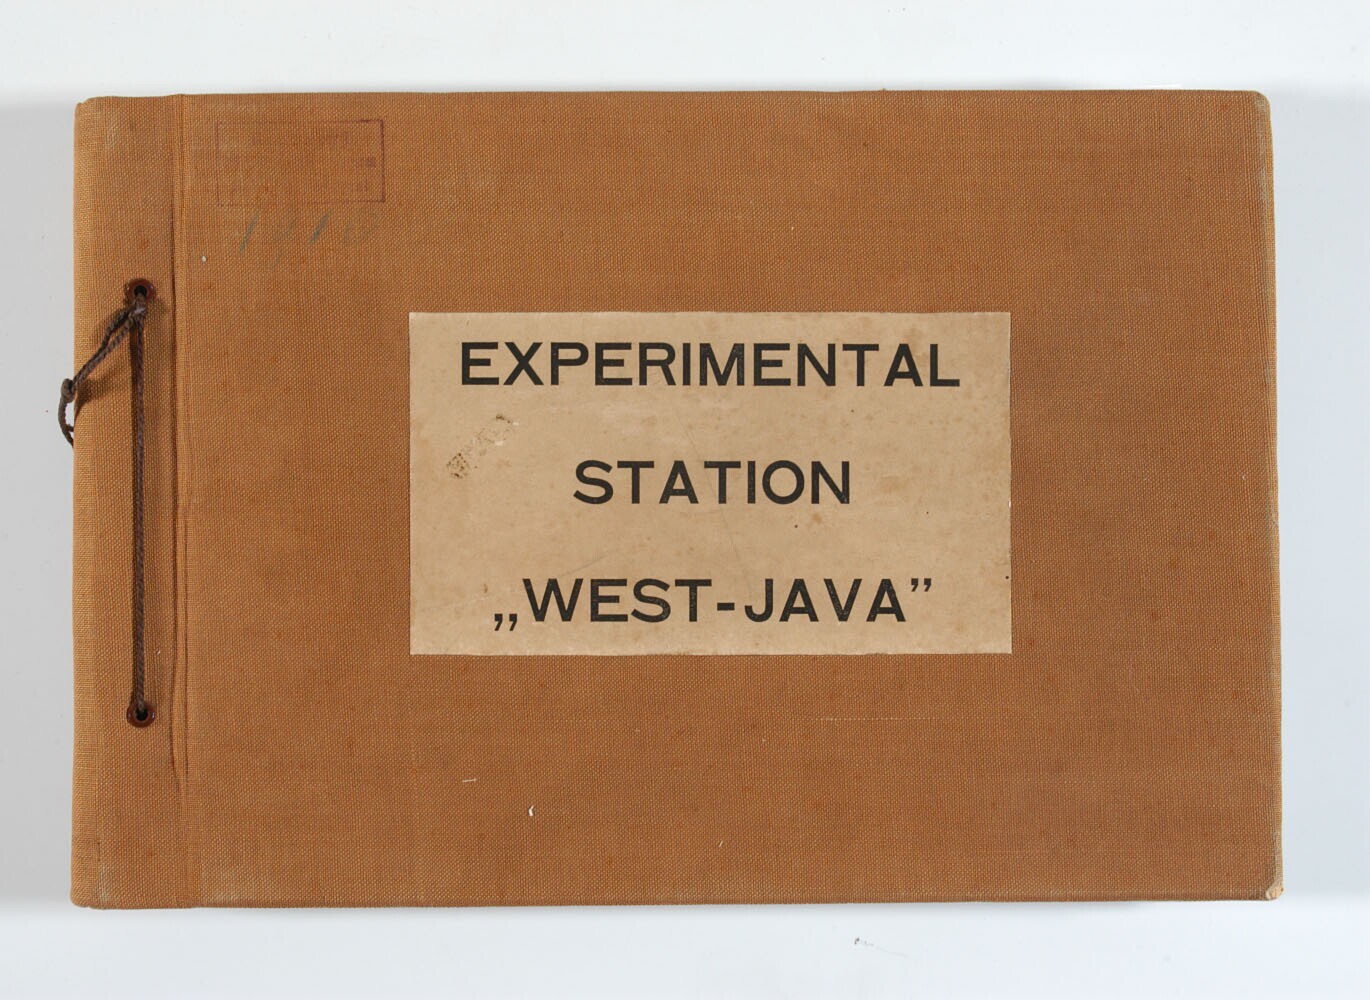 EXPERIMENTAL
STATION
„WEST-JAVA”